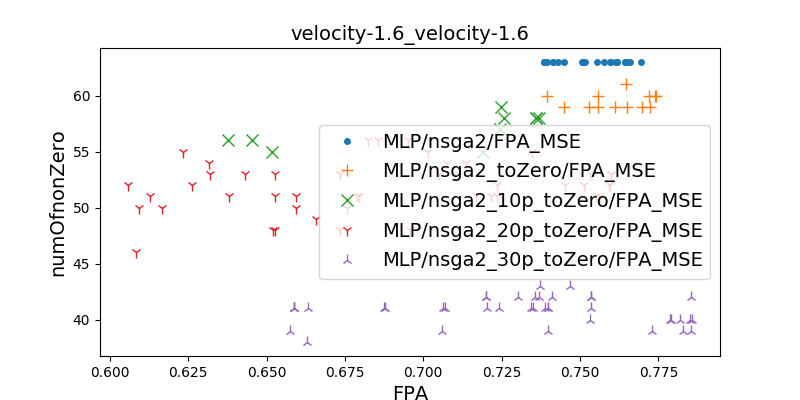 velocity-1.6_velocity-1.6
numOfnonZero
60
55
50
45
40
MLP/nsga2/FPA_MSE
MLP/nsga2_toZero/FPA_MSE
MLP/nsga2_10p_toZero/FPA_MSE
MLP/nsga2_20p_toZero/FPA_MSE
MLP/nsga2_30p_toZero/FPA_MSE
0.600 0.625 0.650 0.675 0.700 0.725 0.750 0.775
FPA